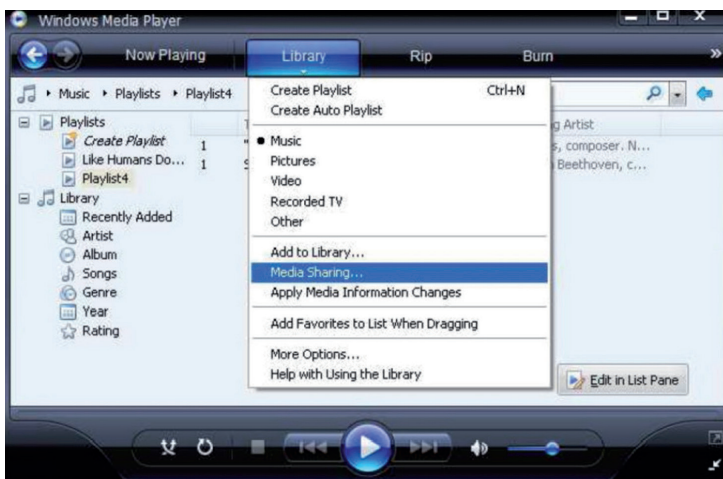 Windows Media Player
Now Playing Library Rip Burn »
Music Playlists Playlist4
Create Playlist Ctrl+N
Create Auto Playlist
Music
Pictures
Video
Recorded TV
Other
Add to Library...
Media Sharing...
Apply Media Information Changes
Add Favorites to List When Dragging
More Options...
Help with Using the Library
Playlists
Create Playlist 1
Like Humans Do... 1
Playlist4
Library
Recently Added
Artist
Album
Songs
Genre
Year
Rating
Artist
s, composer. N...
Beethoven, c...
Edit in List Pane